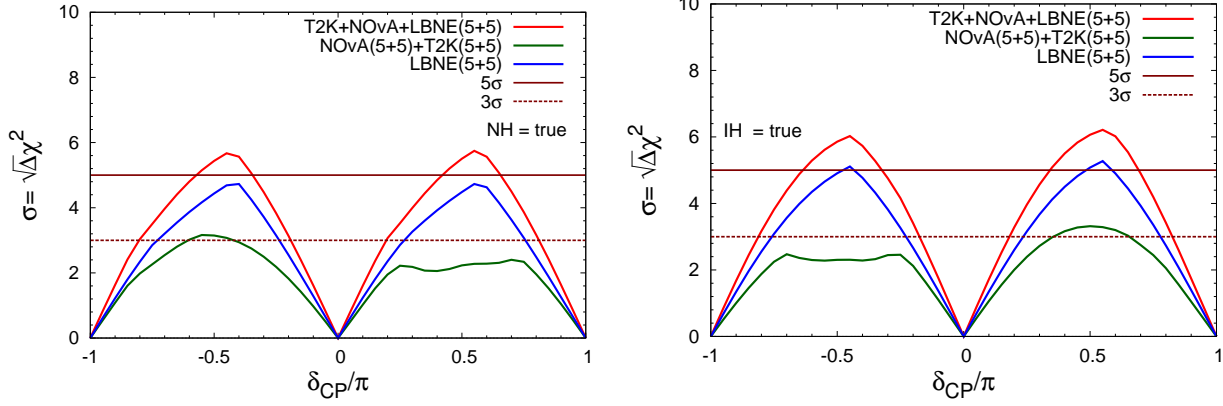 10
8
6
4
2
0
σ= √Δχ²
T2K+NOvA+LBNE(5+5)
NOvA(5+5)+T2K(5+5)
LBNE(5+5)
5σ
3σ
NH = true
-1
-0.5
0
0.5
1
δCP/π
10
8
6
4
2
0
σ= √Δχ²
T2K+NOvA+LBNE(5+5)
NOvA(5+5)+T2K(5+5)
LBNE(5+5)
5σ
3σ
IH = true
-1
-0.5
0
0.5
1
δCP/π